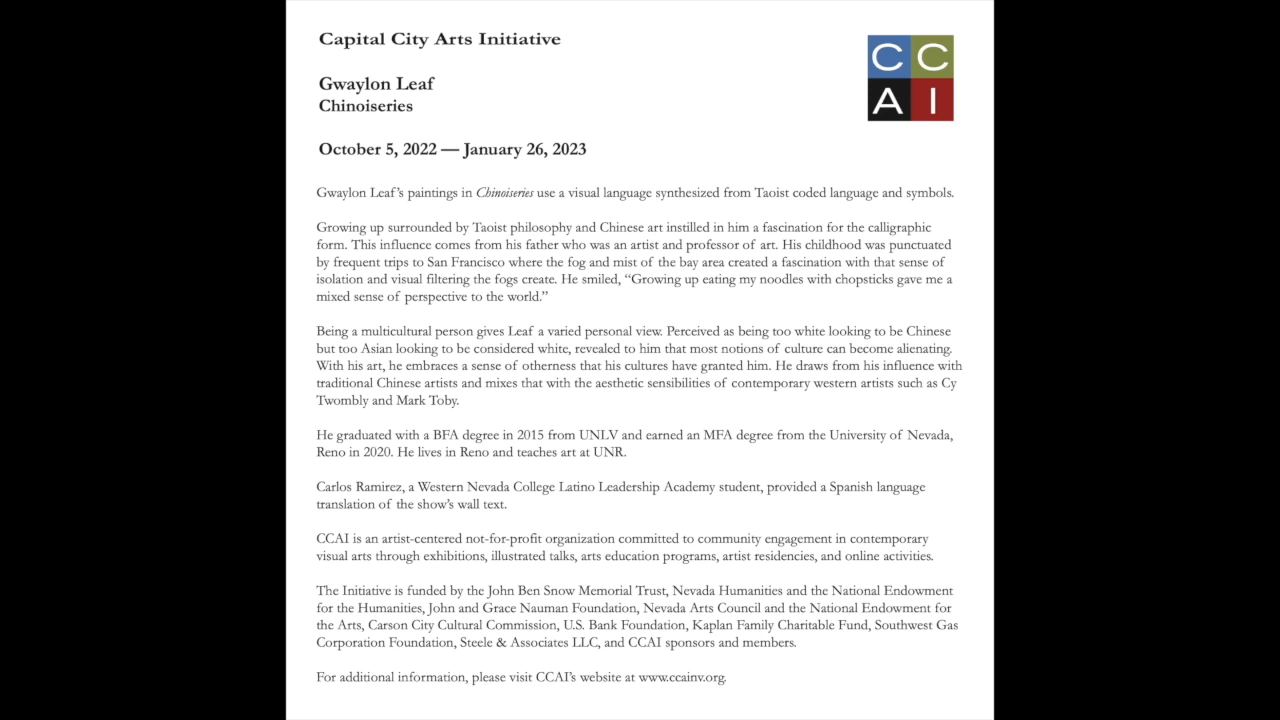 Capital City Arts Initiative
CC
AI
Gwaylon Leaf
Chinoiseries
October 5, 2022 — January 26, 2023
Gwaylon Leaf's paintings in Chinoiseries use a visual language synthesized from Taoist coded language and symbols.
Growing up surrounded by Taoist philosophy and Chinese art instilled in him a fascination for the calligraphic
form. This influence comes from his father who was an artist and professor of art. His childhood was punctuated
by frequent trips to San Francisco where the fog and mist of the bay area created a fascination with that sense of
isolation and visual filtering the fogs create. He smiled, “Growing up eating my noodles with chopsticks gave me a
mixed sense of perspective to the world.”
Being a multicultural person gives Leaf a varied personal view. Perceived as being too white looking to be Chinese
but too Asian looking to be considered white, revealed to him that most notions of culture can become alienating.
With his art, he embraces a sense of otherness that his cultures have granted him. He draws from his influence with
traditional Chinese artists and mixes that with the aesthetic sensibilities of contemporary western artists such as Cy
Twombly and Mark Toby.
He graduated with a BFA degree in 2015 from UNLV and earned an MFA degree from the University of Nevada,
Reno in 2020. He lives in Reno and teaches art at UNR.
Carlos Ramirez, a Western Nevada College Latino Leadership Academy student, provided a Spanish language
translation of the show's wall text.
CCAI is an artist-centered not-for-profit organization committed to community engagement in contemporary
visual arts through exhibitions, illustrated talks, arts education programs, artist residencies, and online activities.
The Initiative is funded by the John Ben Snow Memorial Trust, Nevada Humanities and the National Endowment
for the Humanities, John and Grace Nauman Foundation, Nevada Arts Council and the National Endowment for
the Arts, Carson City Cultural Commission, U.S. Bank Foundation, Kaplan Family Charitable Fund, Southwest Gas
Corporation Foundation, Steele & Associates LLC, and CCAI sponsors and members.
For additional information, please visit CCAI's website at www.ccainv.org.